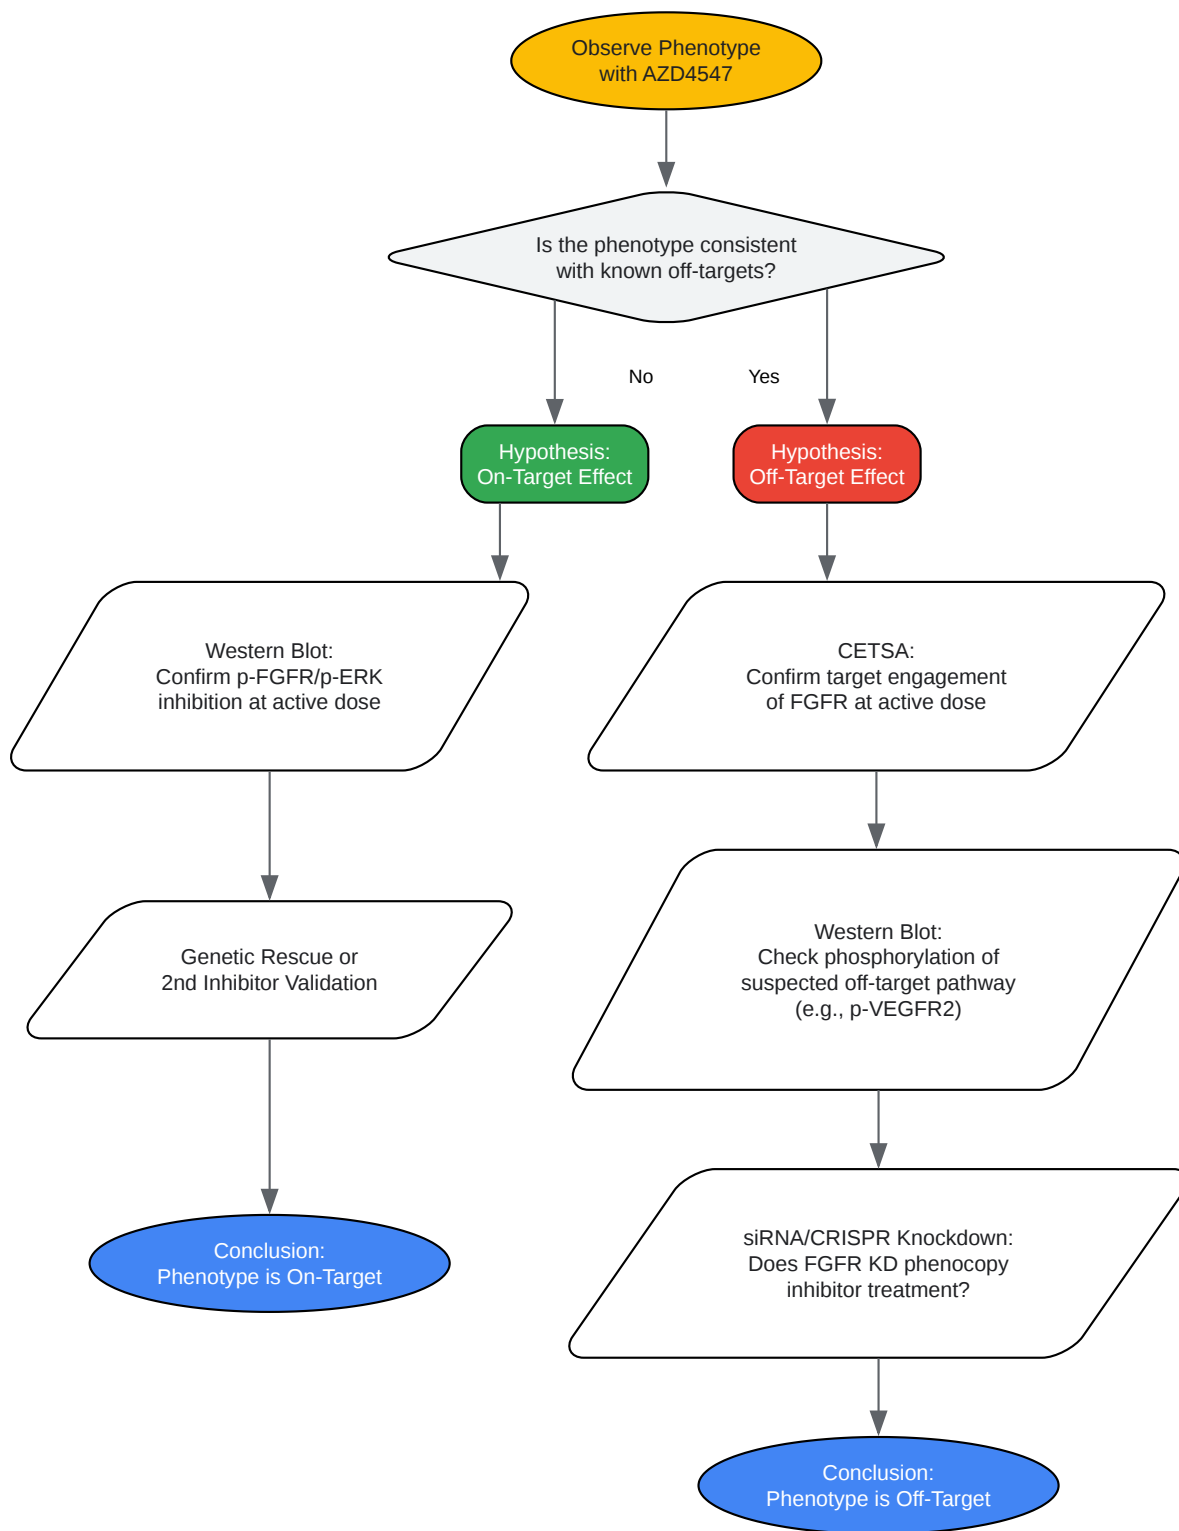 Observe Phenotype
with AZD4547
Is the phenotype consistent
with known off-targets?
No
Yes
Hypothesis:
On-Target Effect
Hypothesis:
Off-Target Effect
Western Blot:
Confirm p-FGFR/p-ERK
inhibition at active dose
CETSA:
Confirm target engagement
of FGFR at active dose
Genetic Rescue or
2nd Inhibitor Validation
Western Blot:
Check phosphorylation of
suspected off-target pathway
(e.g., p-VEGFR2)
Conclusion:
Phenotype is On-Target
siRNA/CRISPR Knockdown:
Does FGFR KD phenocopy
inhibitor treatment?
Conclusion:
Phenotype is Off-Target